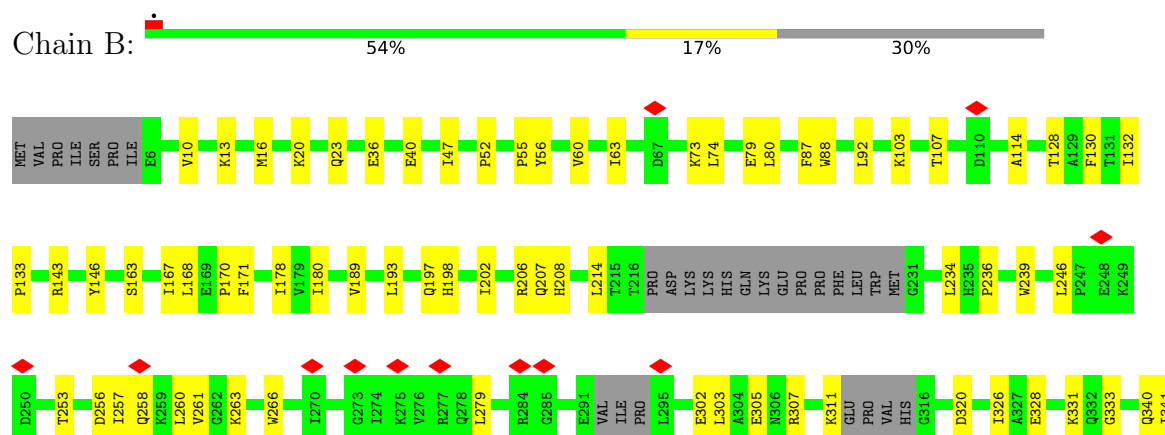 Chain B:
54% 17% 30%
MET VAL PRO ILE SER PRO ILE E6 V10 K13 M16 K20 Q23 E36 E40 I47 P52 P55 Y56 V60 I63 D67 K73 L74 E79 L80 F87 W88 L92 K103 T107 D110 A114 T128 A129 F130 T131 I132
P133 R143 Y146 S163 I167 L168 E169 P170 F171 I178 V179 I180 V189 L193 Q197 H198 I202 R206 Q207 H208 L214 T215 T216 PRO ASP LYS LYS HIS GLN LYS GLU PRO PRO PHE LEU TRP MET G231 L234 H235 P236 W239 L246 P247 E248 K249
D250 T253 D256 I257 Q258 K259 L260 V261 G262 K263 W266 I270 G273 I274 K275 V276 R277 Q278 L279 R284 G285 E291 VAL ILE PRO L295 E302 L303 A304 E305 N306 R307 K311 GLU PRO VAL HIS G316 D320 I326 A327 E328 K331 Q332 G333 Q340